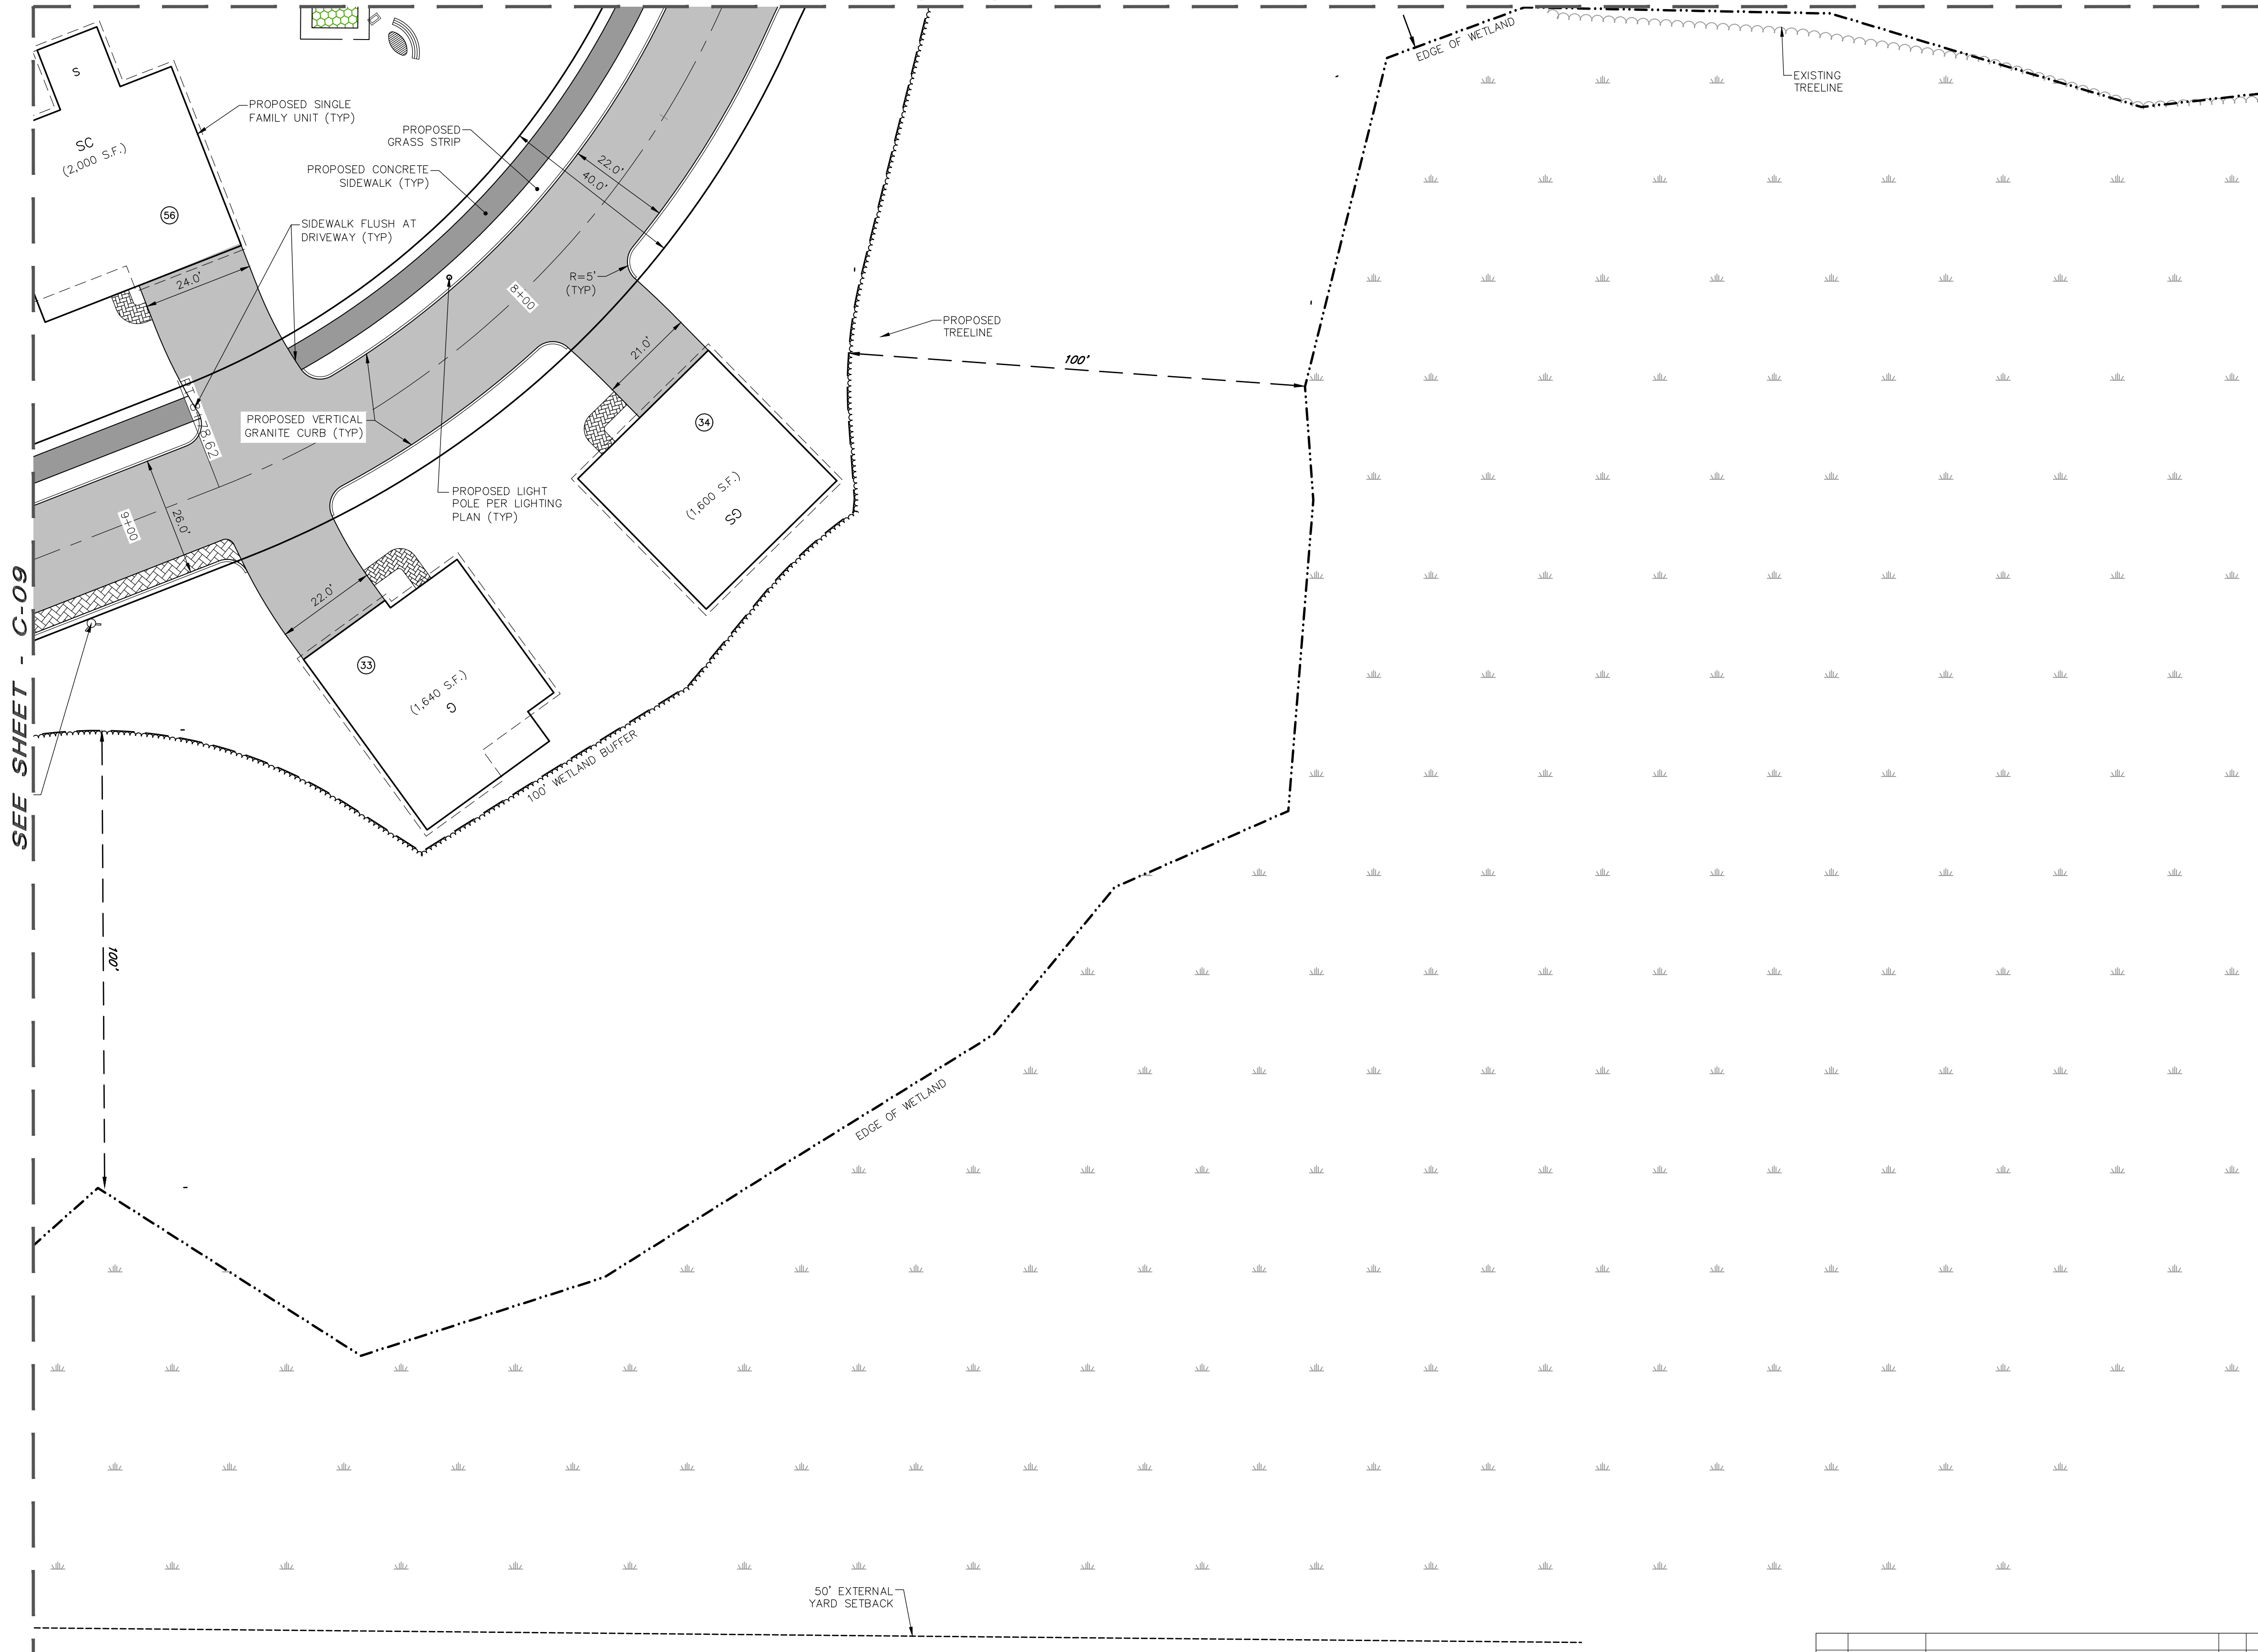 EDGE OF WETLAND
EXISTING
TREELINE
S
SC
(2,000 S.F.)
56
PROPOSED SINGLE
FAMILY UNIT (TYP)
PROPOSED
GRASS STRIP
PROPOSED CONCRETE
SIDEWALK (TYP)
SIDEWALK FLUSH AT
DRIVEWAY (TYP)
22.0'
40.0'
24.0'
R=5'
(TYP)
8+00
21.0'
PROPOSED
TREELINE
100'
PROPOSED VERTICAL
GRANITE CURB (TYP)
34
(1,600 S.F.)
GS
PROPOSED LIGHT
POLE PER LIGHTING
PLAN (TYP)
9+00
26.0'
22.0'
33
(1,640 S.F.)
G
100' WETLAND BUFFER
SEE SHEET - C-09
100'
EDGE OF WETLAND
50' EXTERNAL
YARD SETBACK